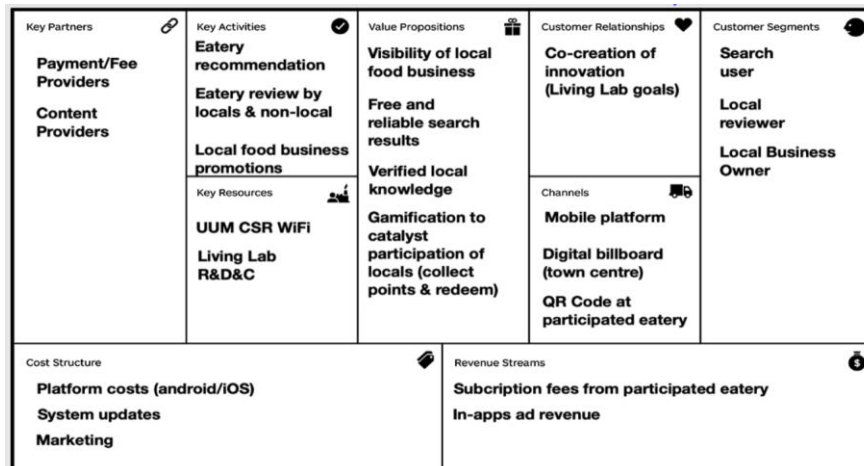 Key Partners
Payment/Fee
Providers
Content
Providers
Key Activities
Eatery
recommendation
Eatery review by
locals & non-local
Local food business
promotions
Key Resources
UUM CSR WiFi
Living Lab
R&D&C
Value Propositions
Visibility of local
food business
Free and
reliable search
results
Verified local
knowledge
Gamification to
catalyst
participation of
locals (collect
points & redeem)
Customer Relationships
Co-creation of
innovation
(Living Lab goals)
Channels
Mobile platform
Digital billboard
(town centre)
QR Code at
participated eatery
Customer Segments
Search
user
Local
reviewer
Local Business
Owner
Cost Structure
Platform costs (android/iOS)
System updates
Marketing
Revenue Streams
Subcription fees from participated eatery
In-apps ad revenue